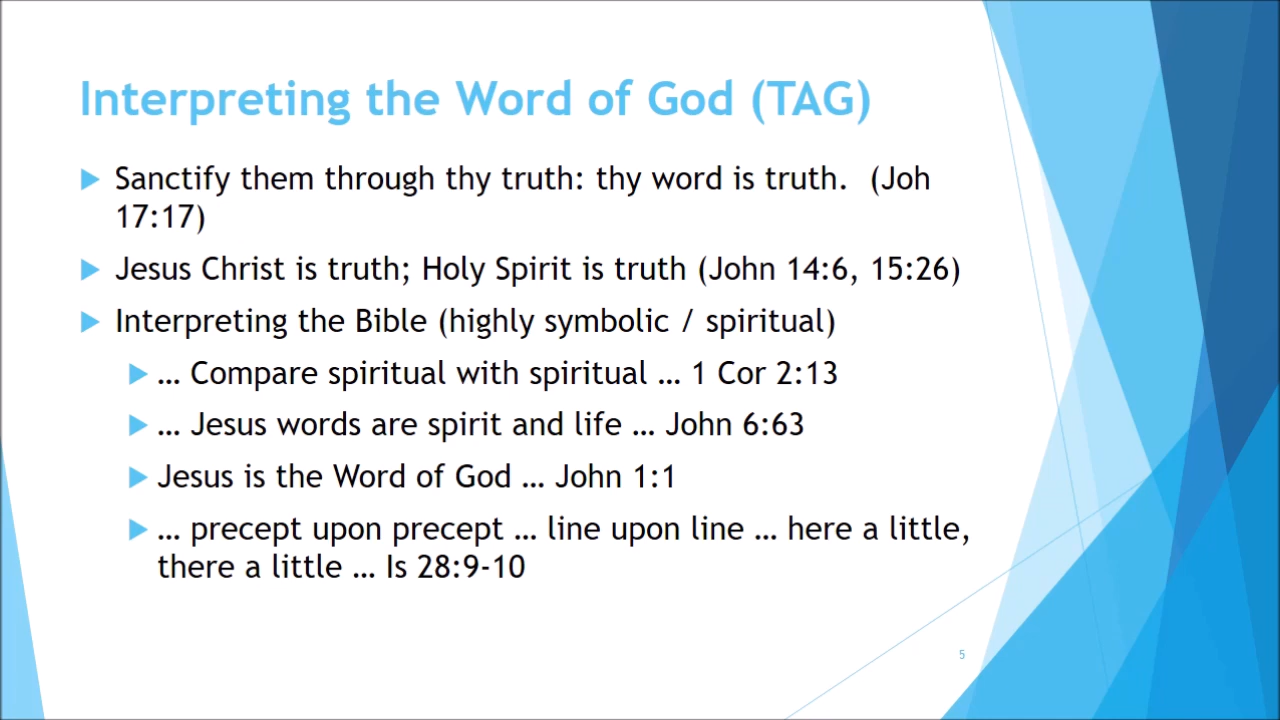 Interpreting the Word of God (TAG)
Sanctify them through thy truth: thy word is truth.  (Joh
17:17)
Jesus Christ is truth; Holy Spirit is truth (John 14:6, 15:26)
Interpreting the Bible (highly symbolic / spiritual)
… Compare spiritual with spiritual … 1 Cor 2:13
… Jesus words are spirit and life … John 6:63
Jesus is the Word of God … John 1:1
… precept upon precept … line upon line … here a little,
there a little … Is 28:9-10
5